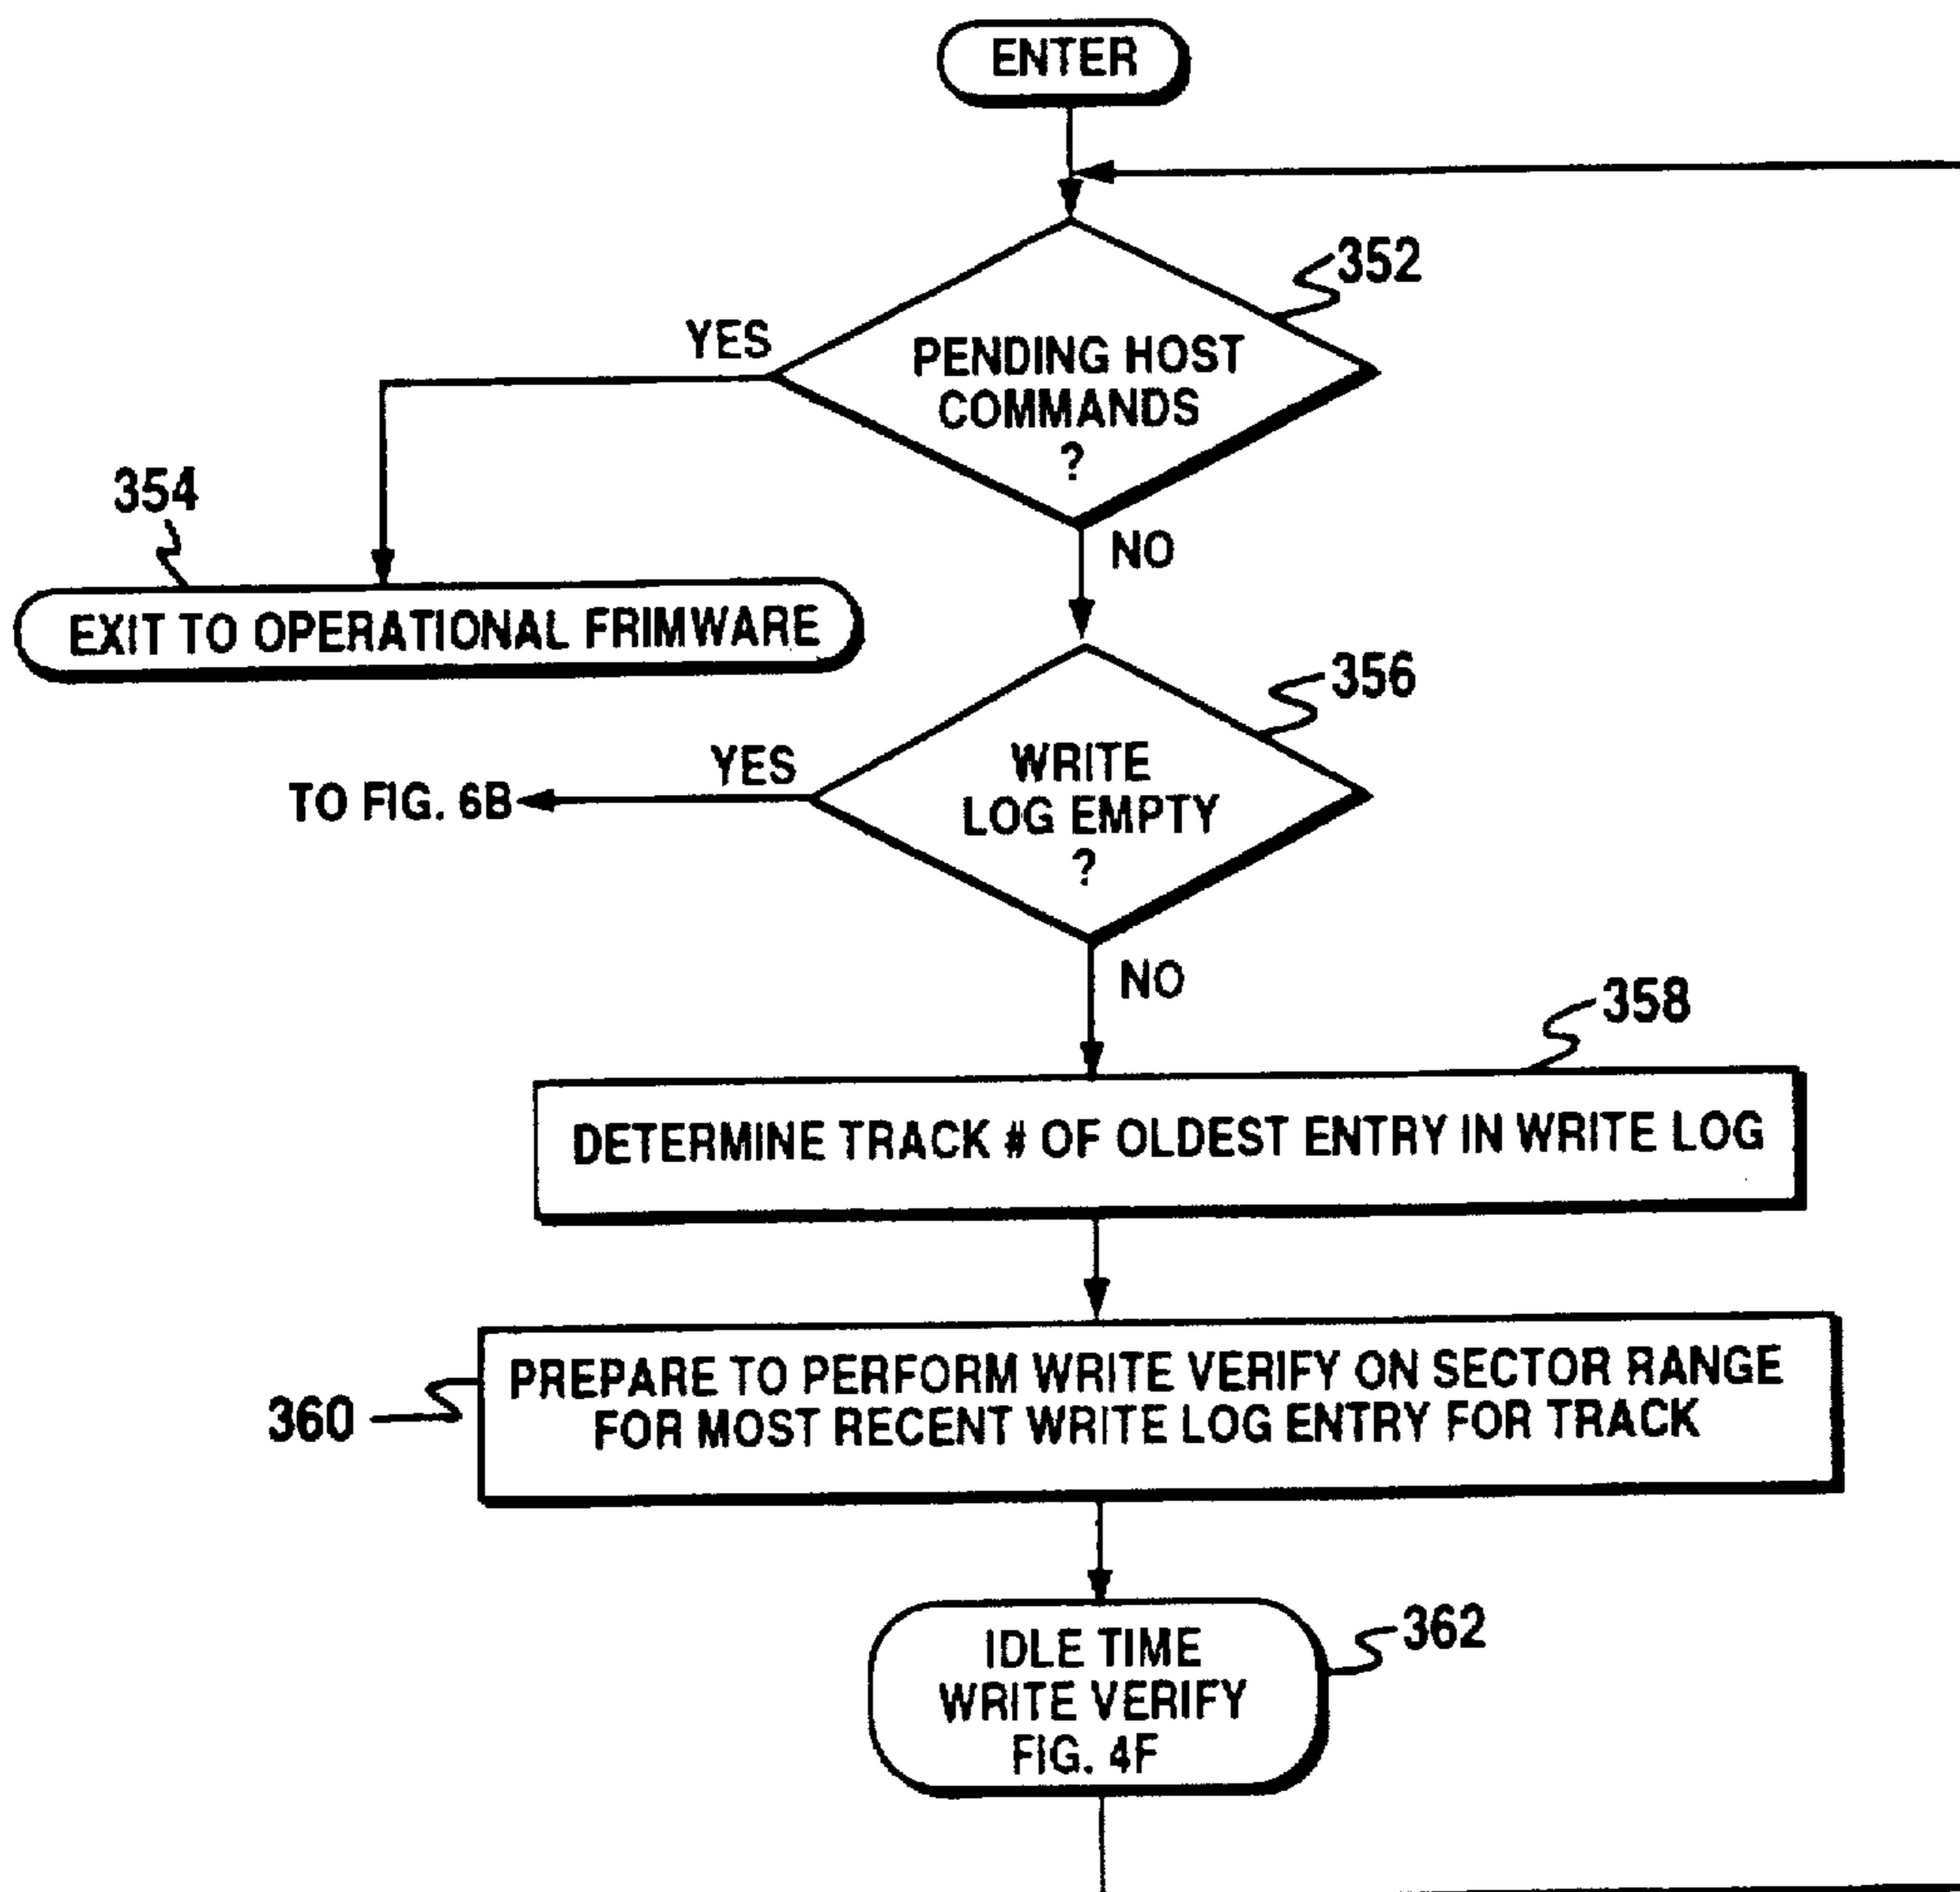 ENTER
352
YES
PENDING HOST
COMMANDS
?
354
NO
EXIT TO OPERATIONAL FRIMWARE
356
YES
WRITE
LOG EMPTY
?
TO FIG. 6B
NO
358
DETERMINE TRACK # OF OLDEST ENTRY IN WRITE LOG
PREPARE TO PERFORM WRITE VERIFY ON SECTOR RANGE
FOR MOST RECENT WRITE LOG ENTRY FOR TRACK
360
362
IDLE TIME
WRITE VERIFY
FIG. 4F